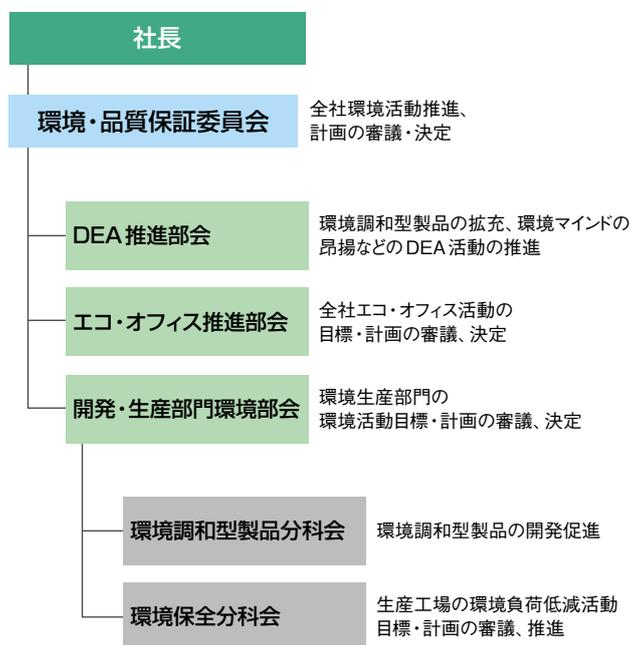 社長
環境・品質保証委員会
全社環境活動推進、
計画の審議・決定
DEA推進部会
環境調和型製品の拡充、環境マインドの
昂揚などのDEA活動の推進
エコ・オフィス推進部会
全社エコ・オフィス活動の
目標・計画の審議、決定
開発・生産部門環境部会
環境生産部門の
環境活動目標・計画の審議、決定
環境調和型製品分科会
環境調和型製品の開発促進
環境保全分科会
生産工場の環境負荷低減活動
目標・計画の審議、推進